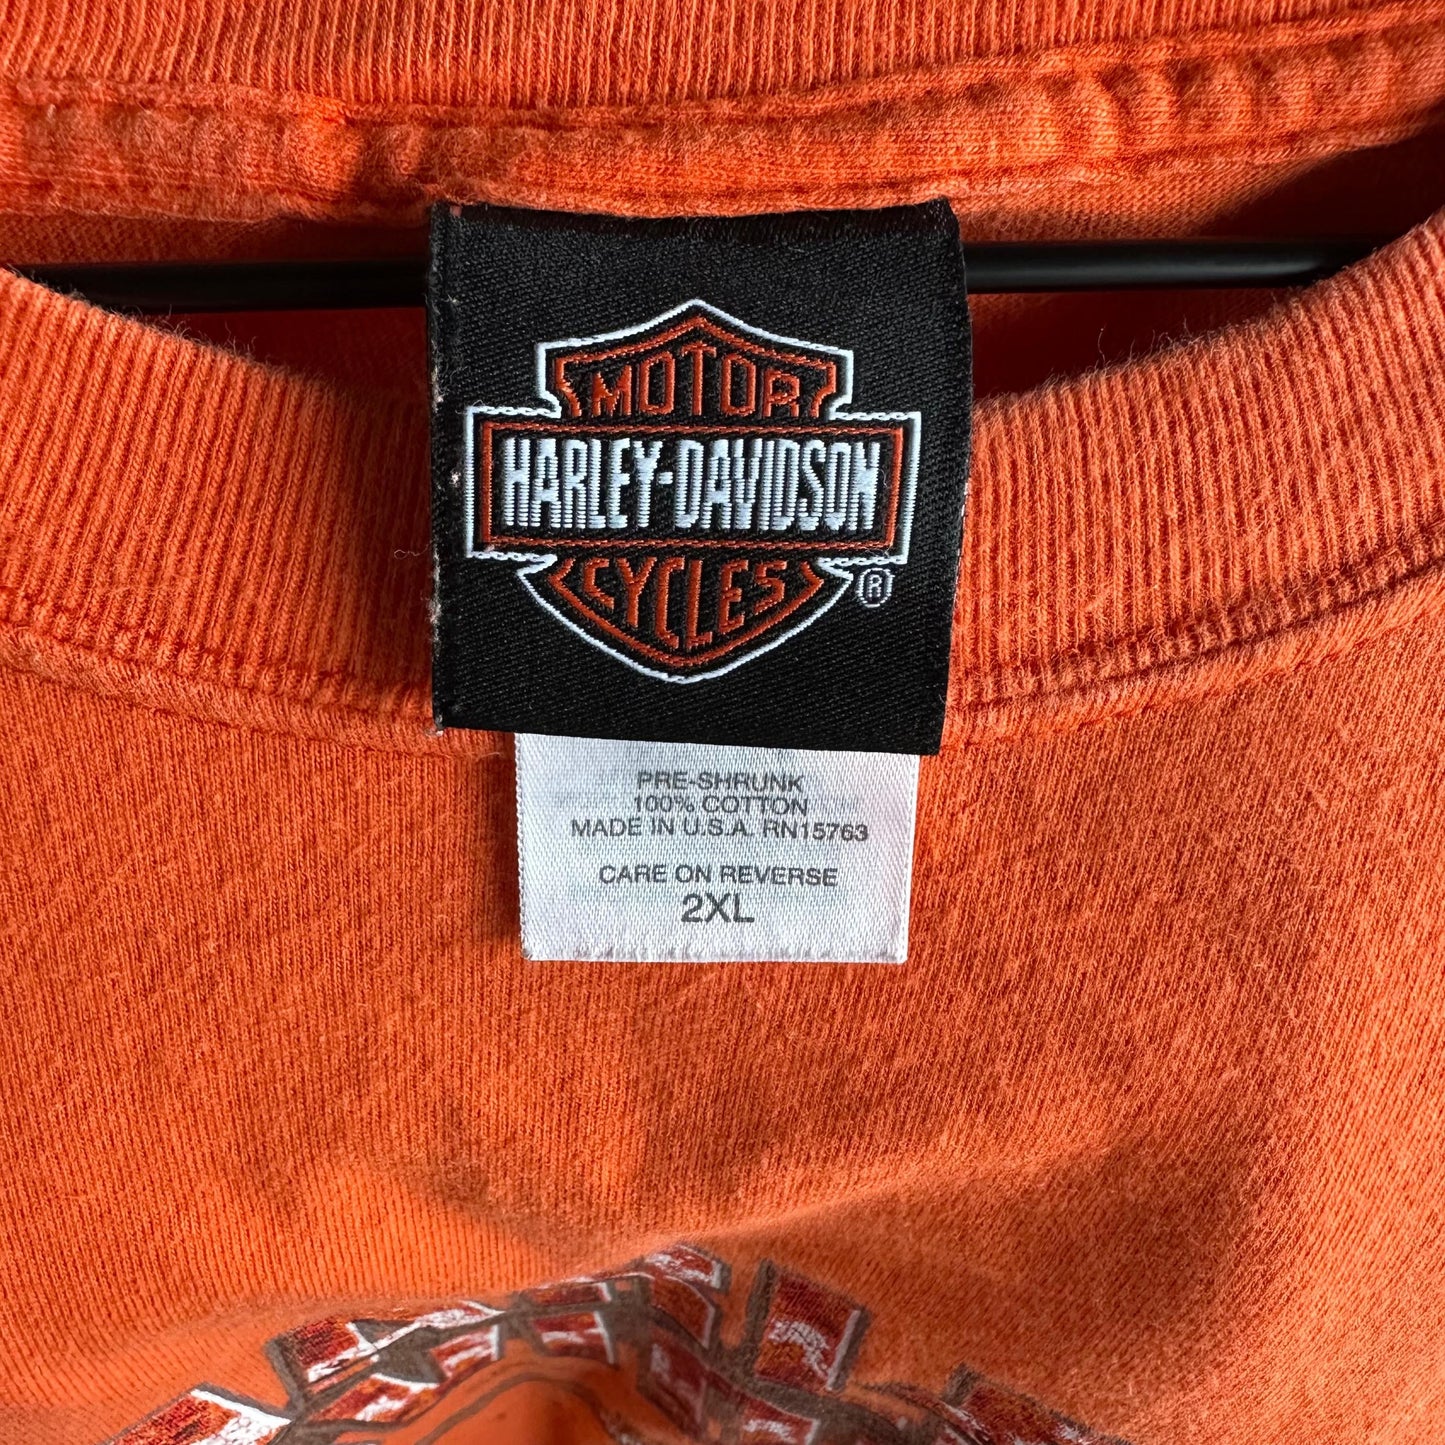 MOTOR
HARLEY-DAVIDSON
CYCLES
®
PRE-SHRUNK
100% COTTON
MADE IN U.S.A. RN15763
CARE ON REVERSE
2XL